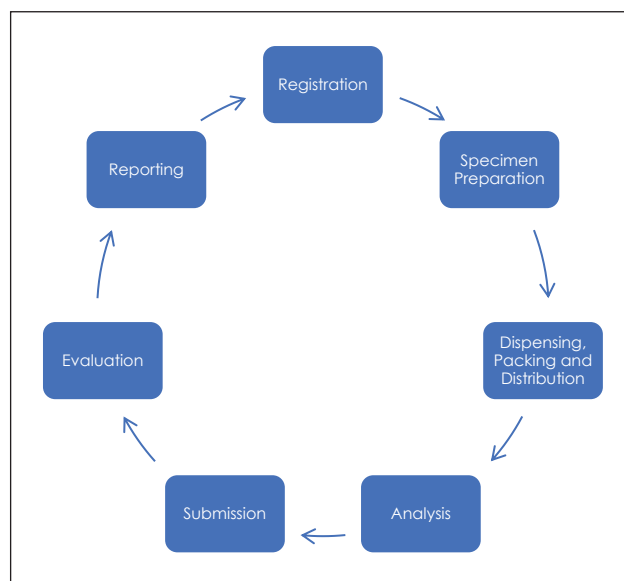 Registration
Specimen
Preparation
Dispensing,
Packing and
Distribution
Analysis
Submission
Evaluation
Reporting